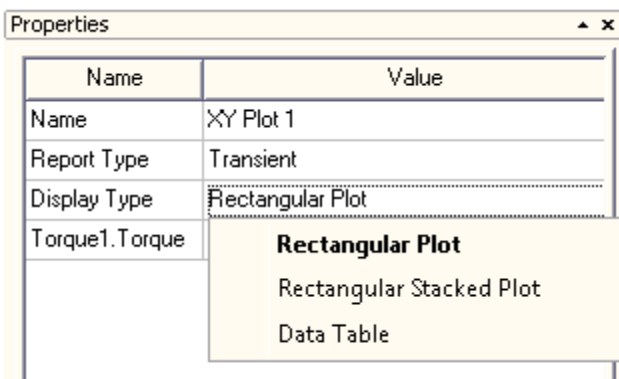 Properties
Name Value
Name XY Plot 1
Report Type Transient
Display Type Rectangular Plot
Torque1.Torque
Rectangular Plot
Rectangular Stacked Plot
Data Table